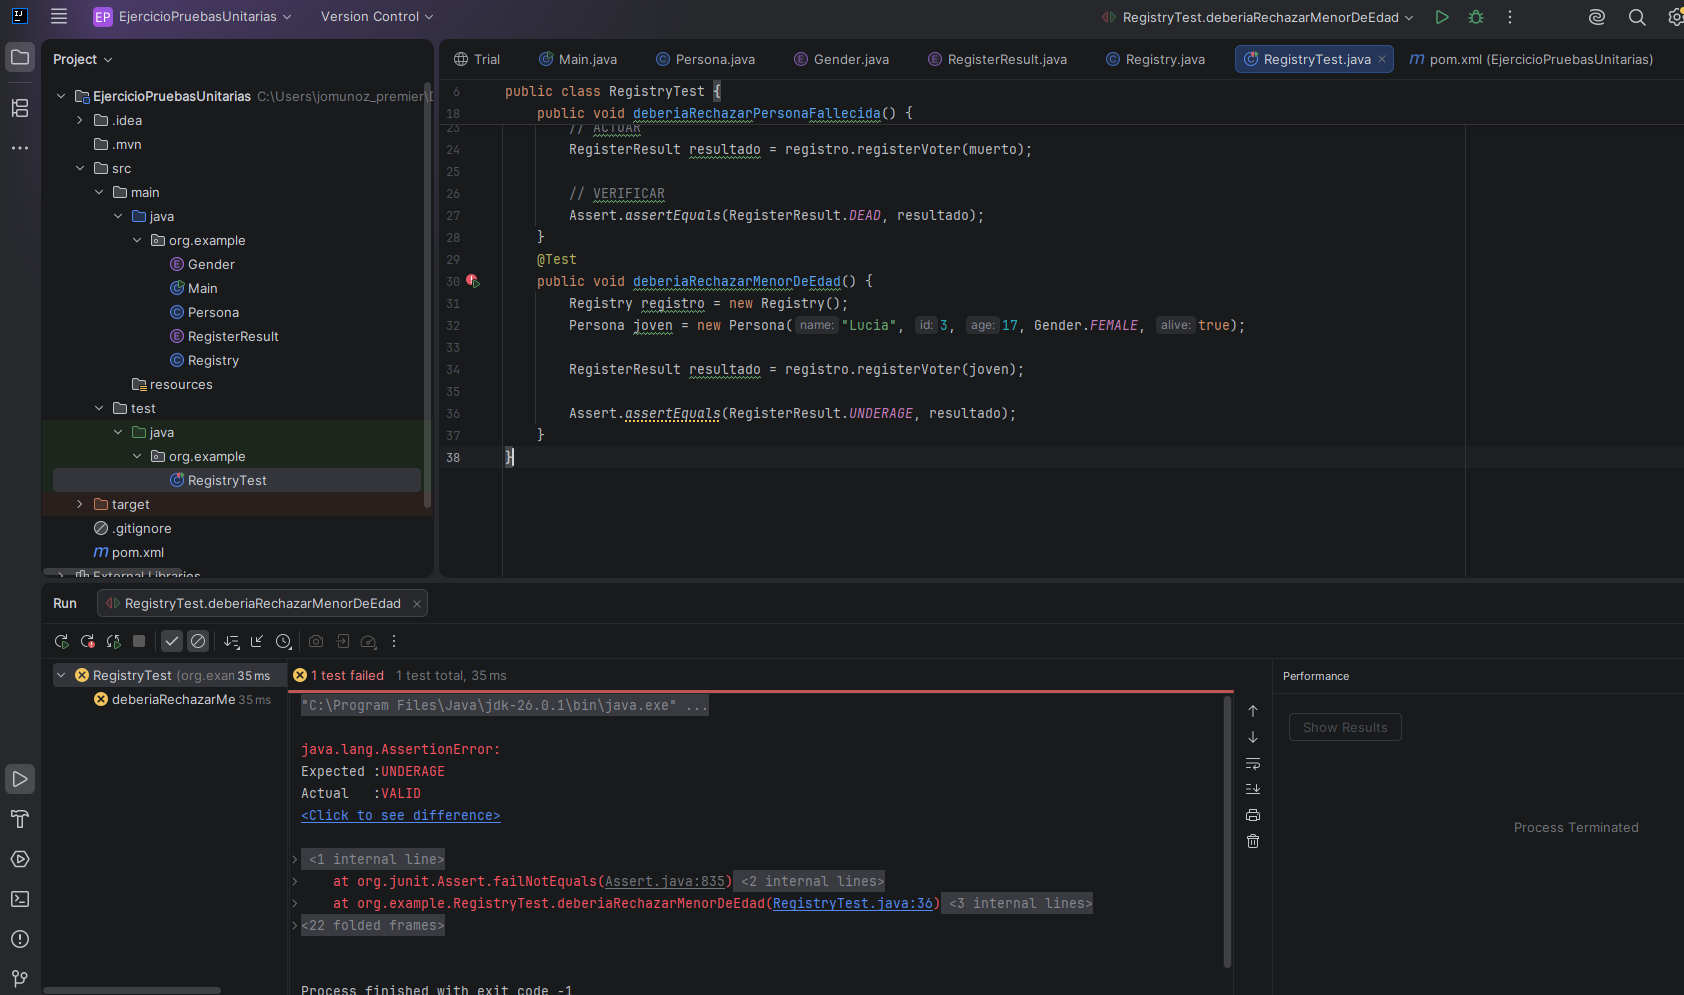 EP EjercicioPruebasUnitarias Version Control RegistryTest.deberiaRechazarMenorDeEdad
Project
EjercicioPruebasUnitarias C:\Users\jomunoz_premier\
.idea
.mvn
src
main
java
org.example
Gender
Main
Persona
RegisterResult
Registry
resources
test
java
org.example
RegistryTest
target
.gitignore
pom.xml
External Libraries
Trial Main.java Persona.java Gender.java RegisterResult.java Registry.java RegistryTest.java pom.xml (EjercicioPruebasUnitarias)
6 public class RegistryTest {
18 public void deberiaRechazarPersonaFallecida() {
23 // ACTUAR
24 RegisterResult resultado = registro.registerVoter(muerto);
25
26 // VERIFICAR
27 Assert.assertEquals(RegisterResult.DEAD, resultado);
28 }
29 @Test
30 public void deberiaRechazarMenorDeEdad() {
31 Registry registro = new Registry();
32 Persona joven = new Persona( name: "Lucia", id: 3, age: 17, Gender.FEMALE, alive: true);
33
34 RegisterResult resultado = registro.registerVoter(joven);
35
36 Assert.assertEquals(RegisterResult.UNDERAGE, resultado);
37 }
38 }
Run RegistryTest.deberiaRechazarMenorDeEdad
RegistryTest (org.exam 35 ms
deberiaRechazarMe 35 ms
1 test failed 1 test total, 35 ms
"C:\Program Files\Java\jdk-26.0.1\bin\java.exe" ...
java.lang.AssertionError:
Expected :UNDERAGE
Actual :VALID
<Click to see difference>
<1 internal line>
at org.junit.Assert.failNotEquals(Assert.java:835) <2 internal lines>
at org.example.RegistryTest.deberiaRechazarMenorDeEdad(RegistryTest.java:36) <3 internal lines>
<22 folded frames>
Process finished with exit code -1
Performance
Show Results
Process Terminated